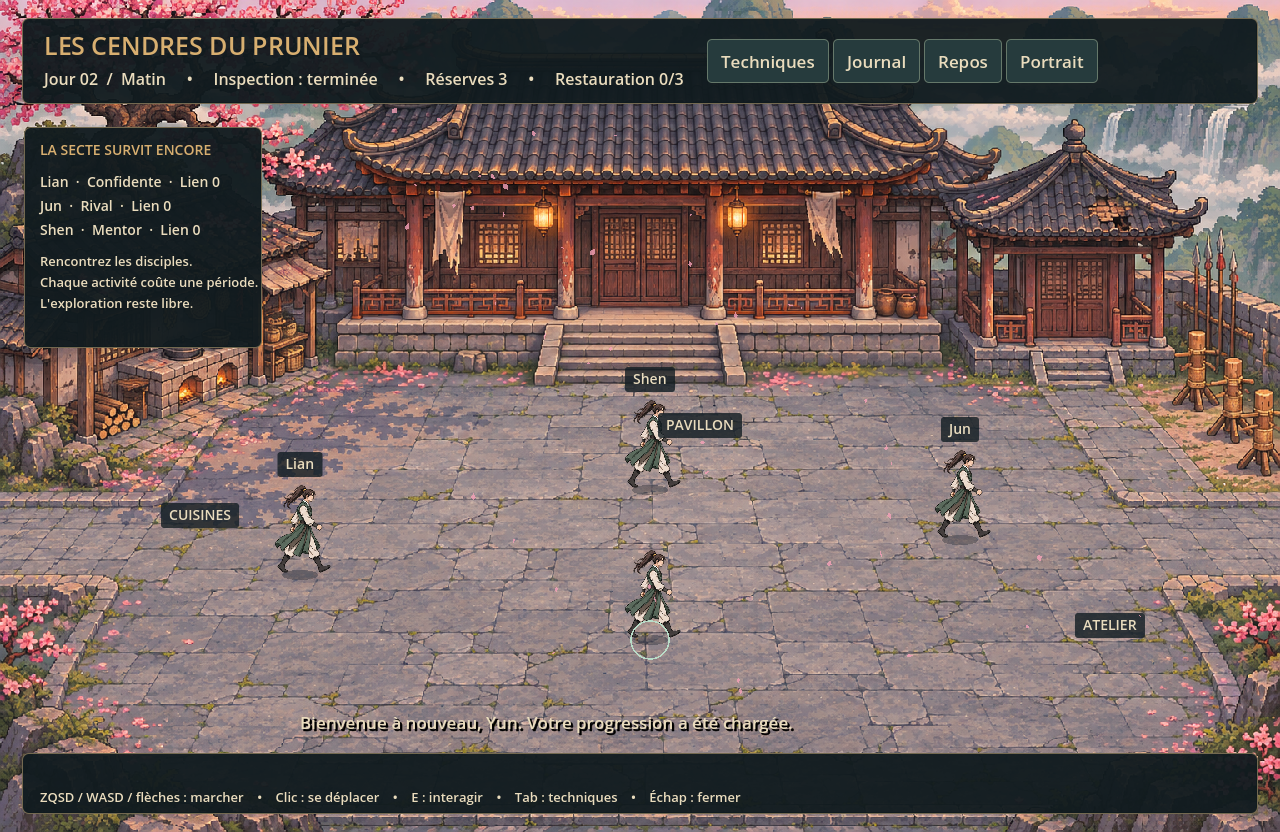 LES CENDRES DU PRUNIER
Jour 02 / Matin • Inspection : terminée • Réserves 3 • Restauration 0/3
Techniques Journal Repos Portrait
LA SECTE SURVIT ENCORE
Lian · Confidente · Lien 0
Jun · Rival · Lien 0
Shen · Mentor · Lien 0
Rencontrez les disciples.
Chaque activité coûte une période.
L'exploration reste libre.
Shen
PAVILLON
Jun
Lian
CUISINES
ATELIER
Bienvenue à nouveau, Yun. Votre progression a été chargée.
ZQSD / WASD / flèches : marcher • Clic : se déplacer • E : interagir • Tab : techniques • Échap : fermer